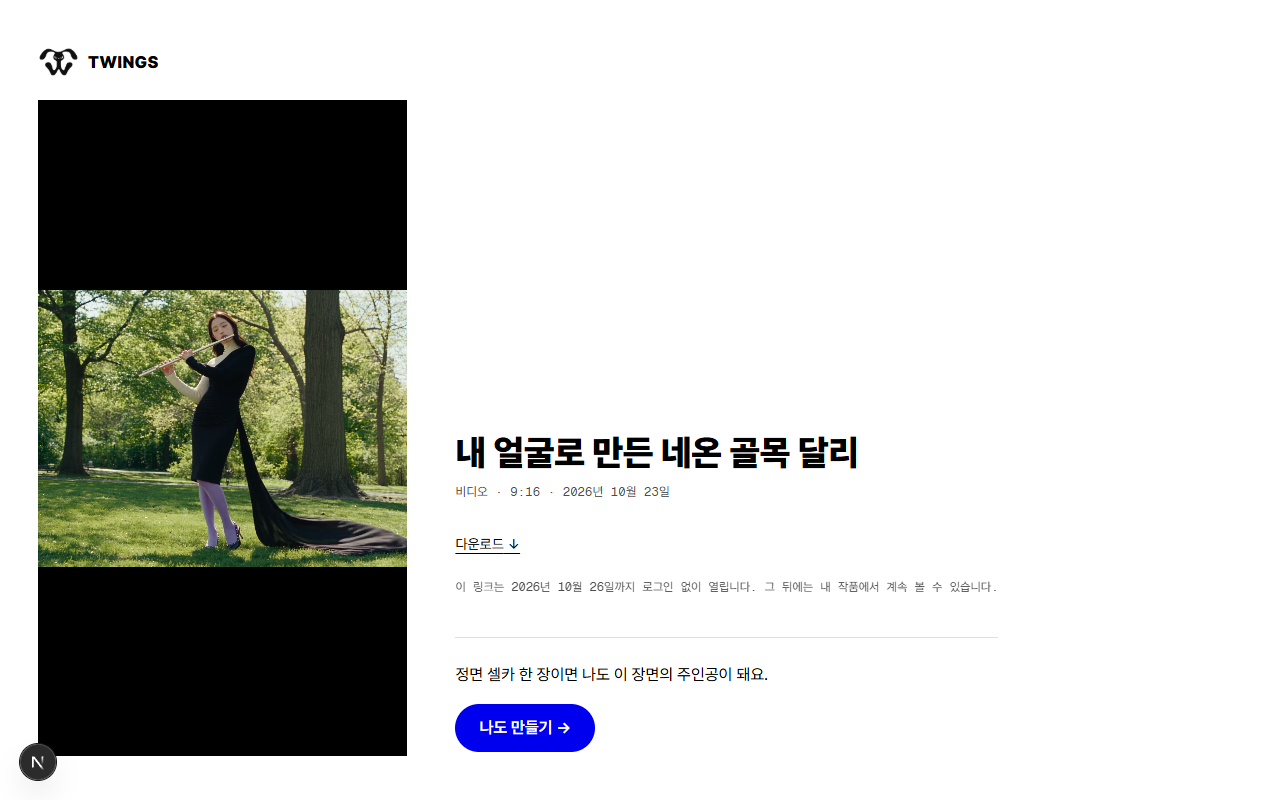 TWINGS
내 얼굴로 만든 네온 골목 달리
비디오 · 9:16 · 2026년 10월 23일
다운로드 ↓
이 링크는 2026년 10월 26일까지 로그인 없이 열립니다. 그 뒤에는 내 작품에서 계속 볼 수 있습니다.
정면 셀카 한 장이면 나도 이 장면의 주인공이 돼요.
나도 만들기 →
N